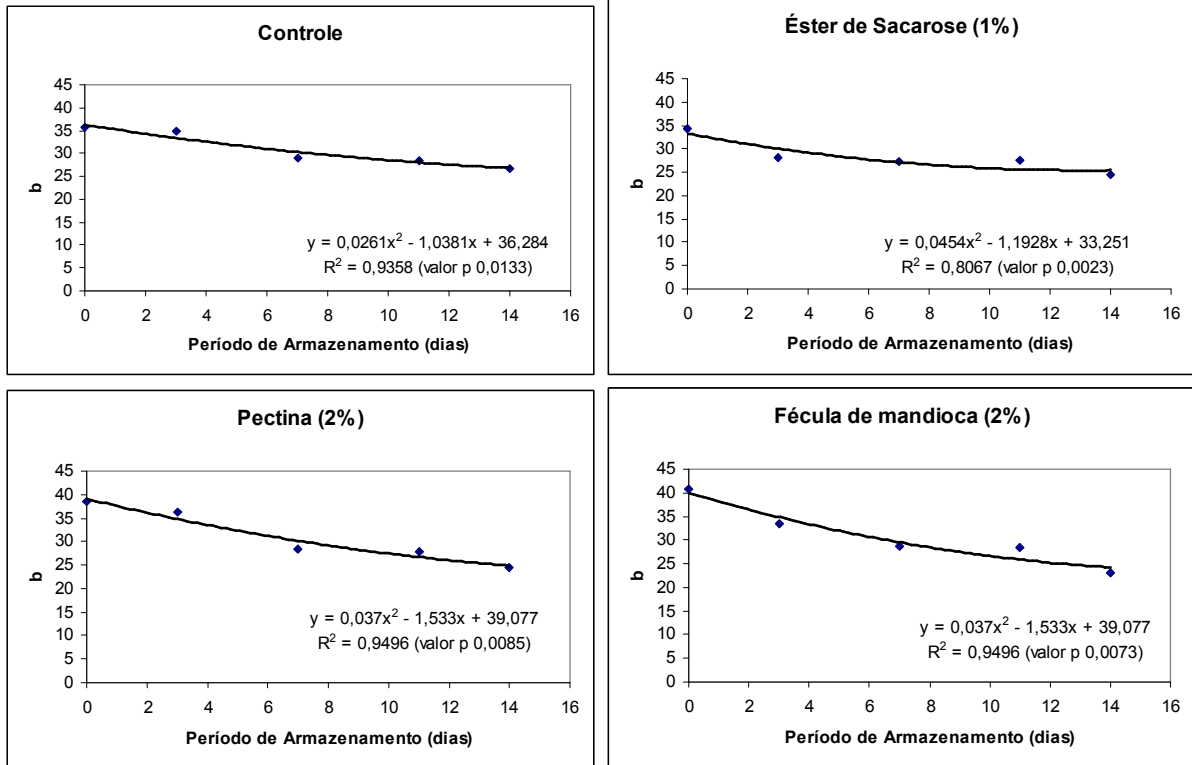 Controle
45
40
35
30
25
20
15
10
5
0
b
y = 0,0261x² - 1,0381x + 36,284
R² = 0,9358 (valor p 0,0133)
0 2 4 6 8 10 12 14 16
Período de Armazenamento (dias)
Éster de Sacarose (1%)
45
40
35
30
25
20
15
10
5
0
b
y = 0,0454x² - 1,1928x + 33,251
R² = 0,8067 (valor p 0,0023)
0 2 4 6 8 10 12 14 16
Período de Armazenamento (dias)
Pectina (2%)
45
40
35
30
25
20
15
10
5
0
b
y = 0,037x² - 1,533x + 39,077
R² = 0,9496 (valor p 0,0085)
0 2 4 6 8 10 12 14 16
Período de Armazenamento (dias)
Fécula de mandioca (2%)
45
40
35
30
25
20
15
10
5
0
b
y = 0,037x² - 1,533x + 39,077
R² = 0,9496 (valor p 0,0073)
0 2 4 6 8 10 12 14 16
Período de Armazenamento (dias)